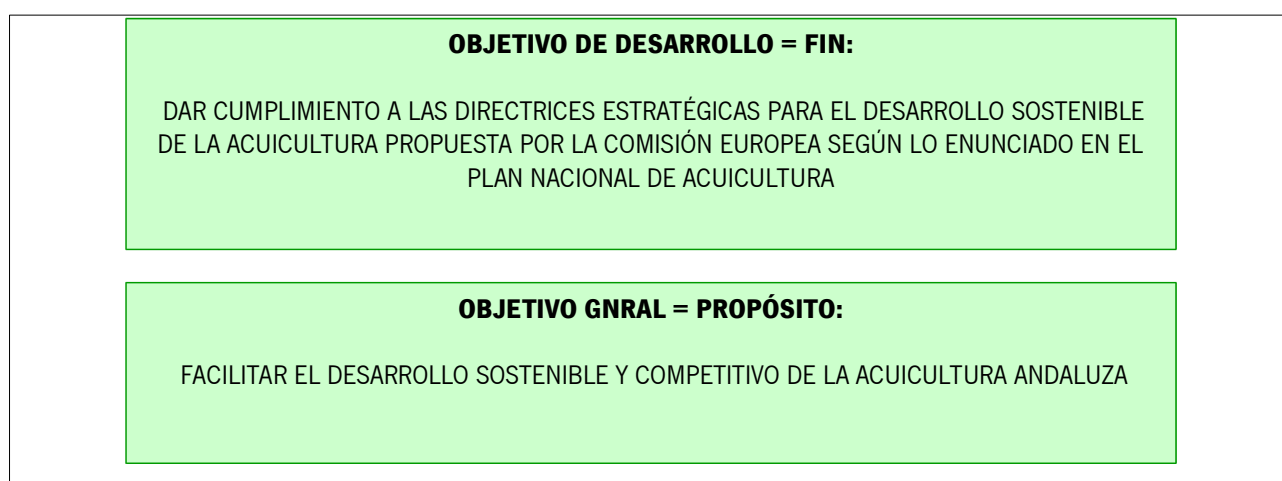 OBJETIVO DE DESARROLLO = FIN:
DAR CUMPLIMIENTO A LAS DIRECTRICES ESTRATÉGICAS PARA EL DESARROLLO SOSTENIBLE
DE LA ACUICULTURA PROPUESTA POR LA COMISIÓN EUROPEA SEGÚN LO ENUNCIADO EN EL
PLAN NACIONAL DE ACUICULTURA
OBJETIVO GNRAL = PROPÓSITO:
FACILITAR EL DESARROLLO SOSTENIBLE Y COMPETITIVO DE LA ACUICULTURA ANDALUZA